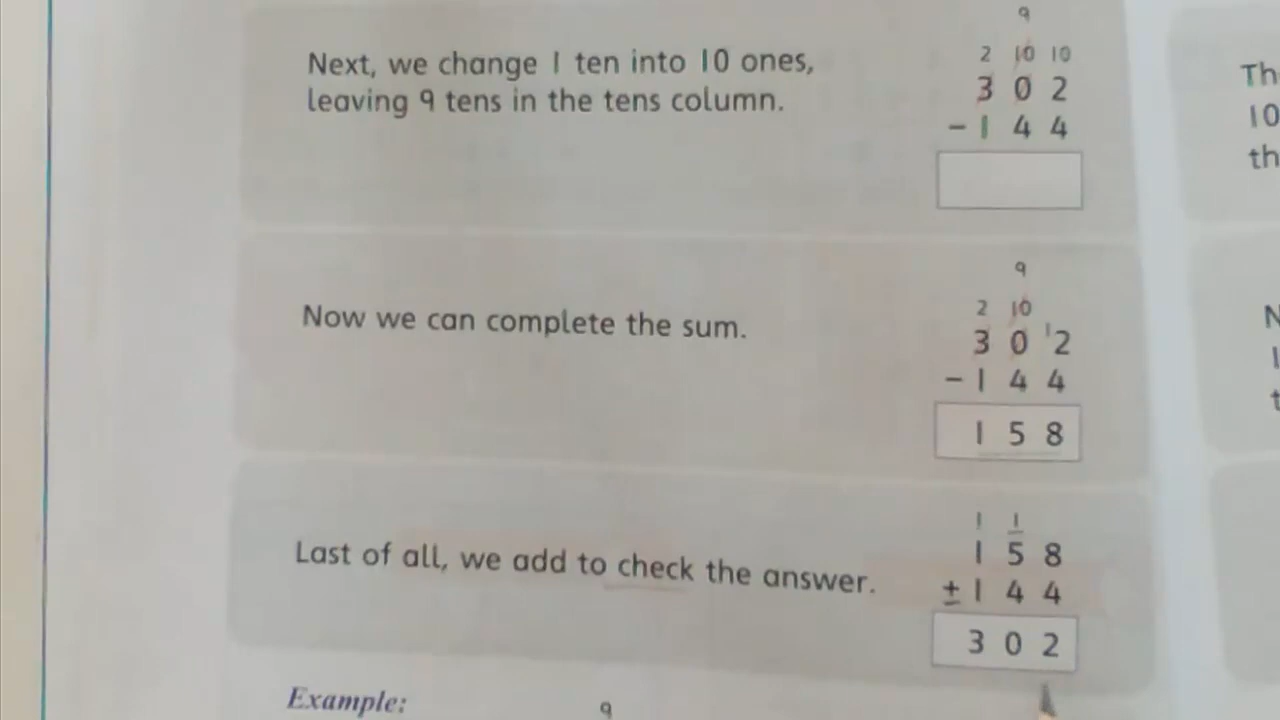 9
2 10 10
Next, we change 1 ten into 10 ones,
3 0 2
leaving 9 tens in the tens column.
- 1 4 4
Th
10
th
9
2 10
Now we can complete the sum.
3 0 12
- 1 4 4
1 5 8
N
1 1
Last of all, we add to check the answer.
1 5 8
+ 1 4 4
3 0 2
Example:
9